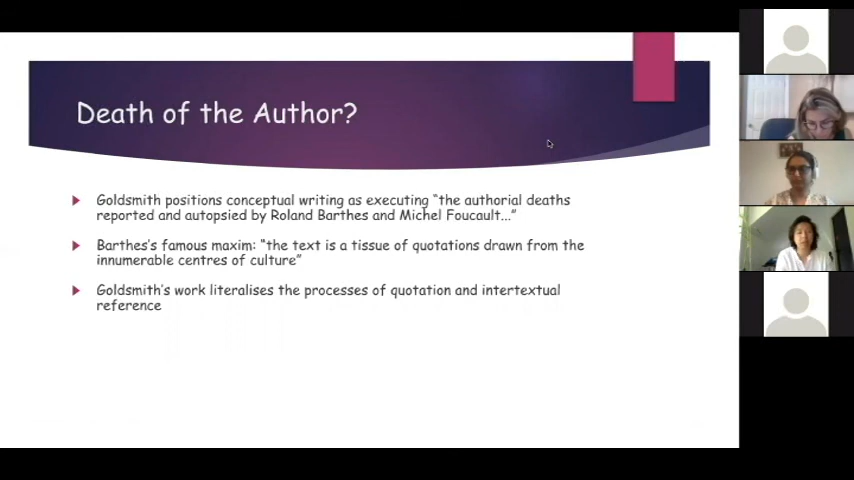 Death of the Author?
Goldsmith positions conceptual writing as executing “the authorial deaths
reported and autopsied by Roland Barthes and Michel Foucault...”
Barthes’s famous maxim: “the text is a tissue of quotations drawn from the
innumerable centres of culture”
Goldsmith’s work literalises the processes of quotation and intertextual
reference